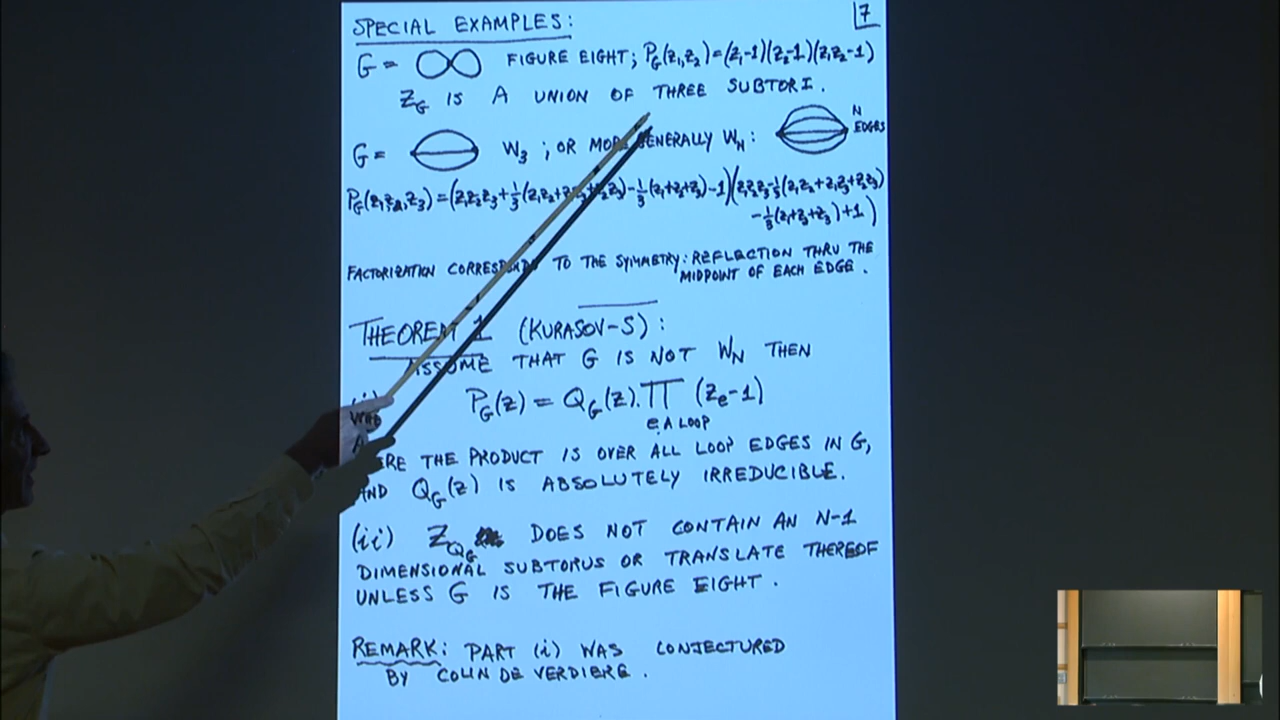 SPECIAL EXAMPLES: 7
G = FIGURE EIGHT; P_G(z₁,z₂)=(z₁-1)(z₂-1)(z₁z₂-1)
Z_G IS A UNION OF THREE SUBTORI.
G = W₃ ; OR MORE GENERALLY W_N: N EDGES
P_G(z₁,z₂,z₃)=(z₁z₂z₃+⅓(z₁z₂+z₁z₃+z₂z₃)-⅓(z₁+z₂+z₃)-1)(z₁z₂z₃-⅓(z₁z₂+z₁z₃+z₂z₃)
-⅓(z₁+z₂+z₃)+1)
FACTORIZATION CORRESPONDS TO THE SYMMETRY: REFLECTION THRU THE
MIDPOINT OF EACH EDGE.
THEOREM 1 (KURASOV-S):
ASSUME THAT G IS NOT W_N THEN
(i) P_G(z) = Q_G(z).∏ (z_e-1)
e A LOOP
WHERE THE PRODUCT IS OVER ALL LOOP EDGES IN G,
AND Q_G(z) IS ABSOLUTELY IRREDUCIBLE.
(ii) Z_{Q_G} DOES NOT CONTAIN AN N-1
DIMENSIONAL SUBTORUS OR TRANSLATE THEREOF
UNLESS G IS THE FIGURE EIGHT.
REMARK: PART (i) WAS CONJECTURED
BY COLIN DE VERDIERE.